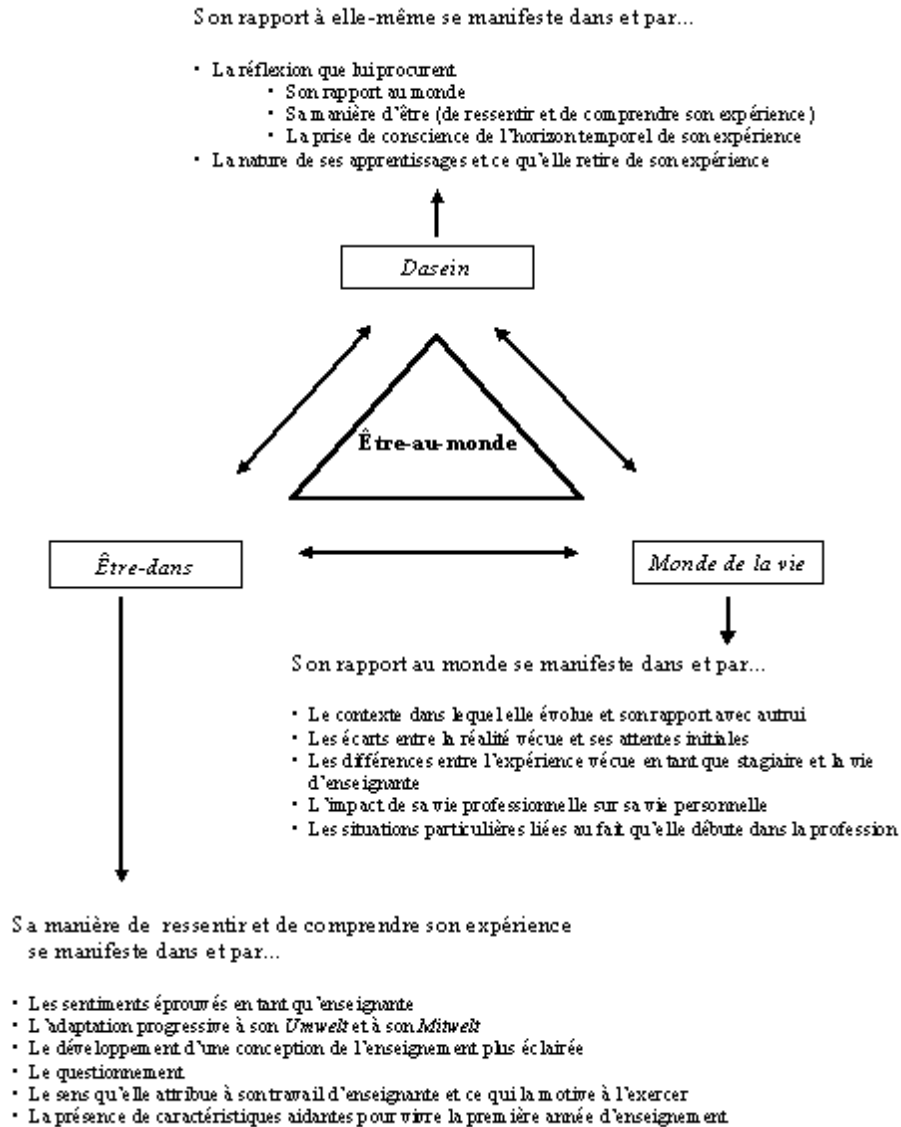 Son rapport à elle-même se manifeste dans et par...
• La réflexion que lui procurent
• Son rapport au monde
• Sa manière d'être (de ressentir et de comprendre son expérience)
• La prise de conscience de l'horizon temporel de son expérience
• La nature de ses apprentissages et ce qu'elle retire de son expérience
Dasein
Être-au-monde
Être-dans
Monde de la vie
Son rapport au monde se manifeste dans et par...
• Le contexte dans lequel elle évolue et son rapport avec autrui
• Les écarts entre la réalité vécue et ses attentes initiales
• Les différences entre l'expérience vécue en tant que stagiaire et la vie
d'enseignante
• L'impact de sa vie professionnelle sur sa vie personnelle
• Les situations particulières liées au fait qu'elle débute dans la profession
Sa manière de ressentir et de comprendre son expérience
se manifeste dans et par...
• Les sentiments éprouvés en tant qu'enseignante
• L'adaptation progressive à son Umwelt et à son Mitwelt
• Le développement d'une conception de l'enseignement plus éclairée
• Le questionnement
• Le sens qu'elle attribue à son travail d'enseignante et ce qui la motive à l'exercer
• La présence de caractéristiques aidantes pour vivre la première année d'enseignement